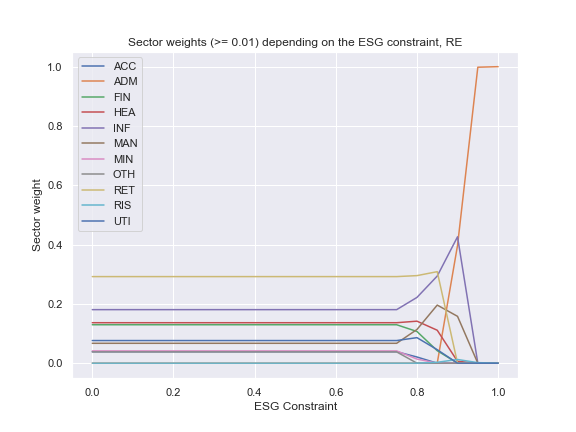 Sector weights (>= 0.01) depending on the ESG constraint, RE
1.0
0.8
0.6
0.4
0.2
0.0
Sector weight
ACC
ADM
FIN
HEA
INF
MAN
MIN
OTH
RET
RIS
UTI
0.0 0.2 0.4 0.6 0.8 1.0
ESG Constraint